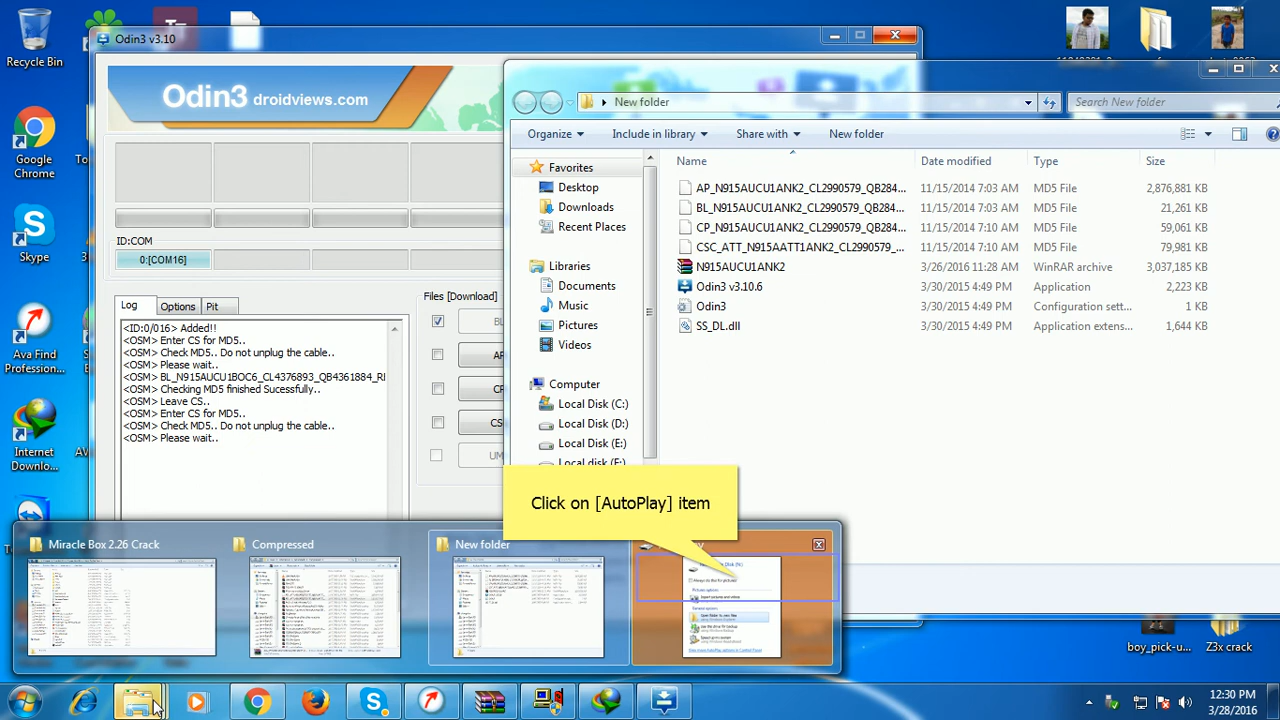 Recycle Bin
Google
Chrome
Skype
Ava Find
Profession...
Internet
Downlo...
Odin3 v3.10
Odin3 droidviews.com
ID:COM
0:[COM16]
Log
Options
Pit
<ID:0/016> Added!!
<OSM> Enter CS for MD5..
<OSM> Check MD5.. Do not unplug the cable..
<OSM> Please wait..
<OSM> BL_N915AUCU1BOC6_CL4376893_QB4361884_RI
<OSM> Checking MD5 finished Sucessfully..
<OSM> Leave CS..
<OSM> Enter CS for MD5..
<OSM> Check MD5.. Do not unplug the cable..
<OSM> Please wait..
Files [Download]
New folder
Search New folder
Organize
Include in library
Share with
New folder
Favorites
Desktop
Downloads
Recent Places
Libraries
Documents
Music
Pictures
Videos
Computer
Local Disk (C:)
Local Disk (D:)
Local Disk (E:)
Local disk (F:)
Name Date modified Type Size
AP_N915AUCU1ANK2_CL2990579_QB284... 11/15/2014 7:03 AM MD5 File 2,876,881 KB
BL_N915AUCU1ANK2_CL2990579_QB284... 11/15/2014 7:03 AM MD5 File 21,261 KB
CP_N915AUCU1ANK2_CL2990579_QB284... 11/15/2014 7:10 AM MD5 File 59,061 KB
CSC_ATT_N915AATT1ANK2_CL2990579_... 11/15/2014 7:10 AM MD5 File 79,981 KB
N915AUCU1ANK2 3/26/2016 11:28 AM WinRAR archive 3,037,185 KB
Odin3 v3.10.6 3/30/2015 4:49 PM Application 2,223 KB
Odin3 3/30/2015 4:49 PM Configuration sett... 1 KB
SS_DL.dll 3/30/2015 4:49 PM Application extens... 1,644 KB
Click on [AutoPlay] item
Miracle Box 2.26 Crack
Compressed
New folder
boy_pick-u...
Z3x crack
12:30 PM
3/28/2016